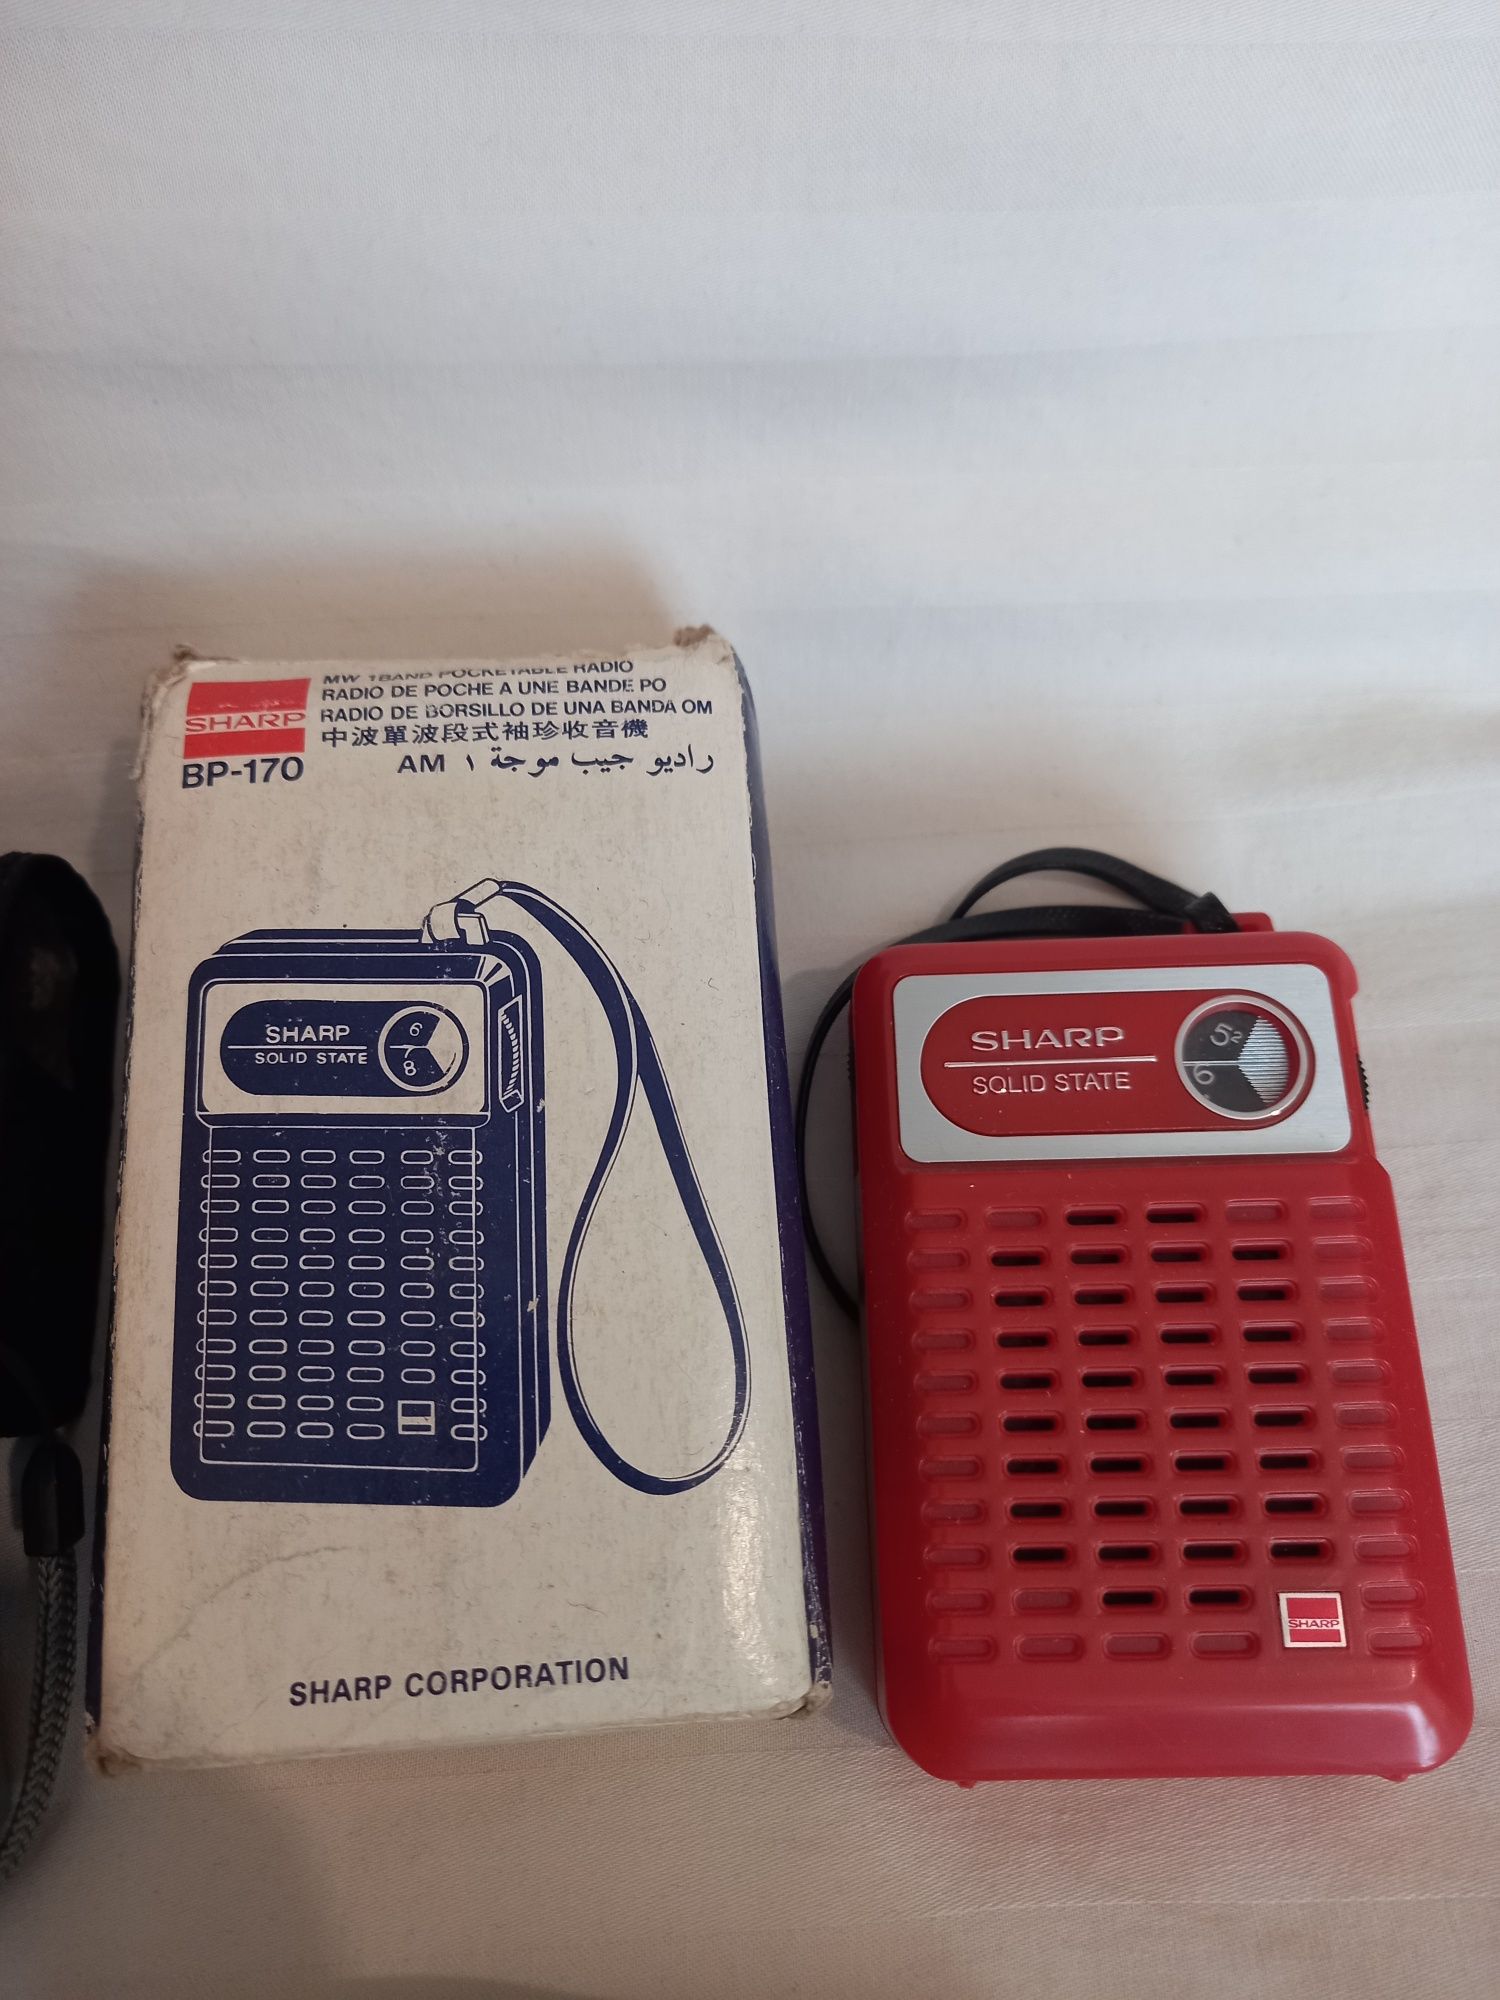 MW 1BAND POCKETABLE RADIO
RADIO DE POCHE A UNE BANDE PO
RADIO DE BORSILLO DE UNA BANDA OM
中波單波段式袖珍收音機
راديو جيب موجة ١ AM
SHARP
BP-170
SHARP
SOLID STATE
6
8
SHARP CORPORATION
SHARP
SOLID STATE
52
6
SHARP